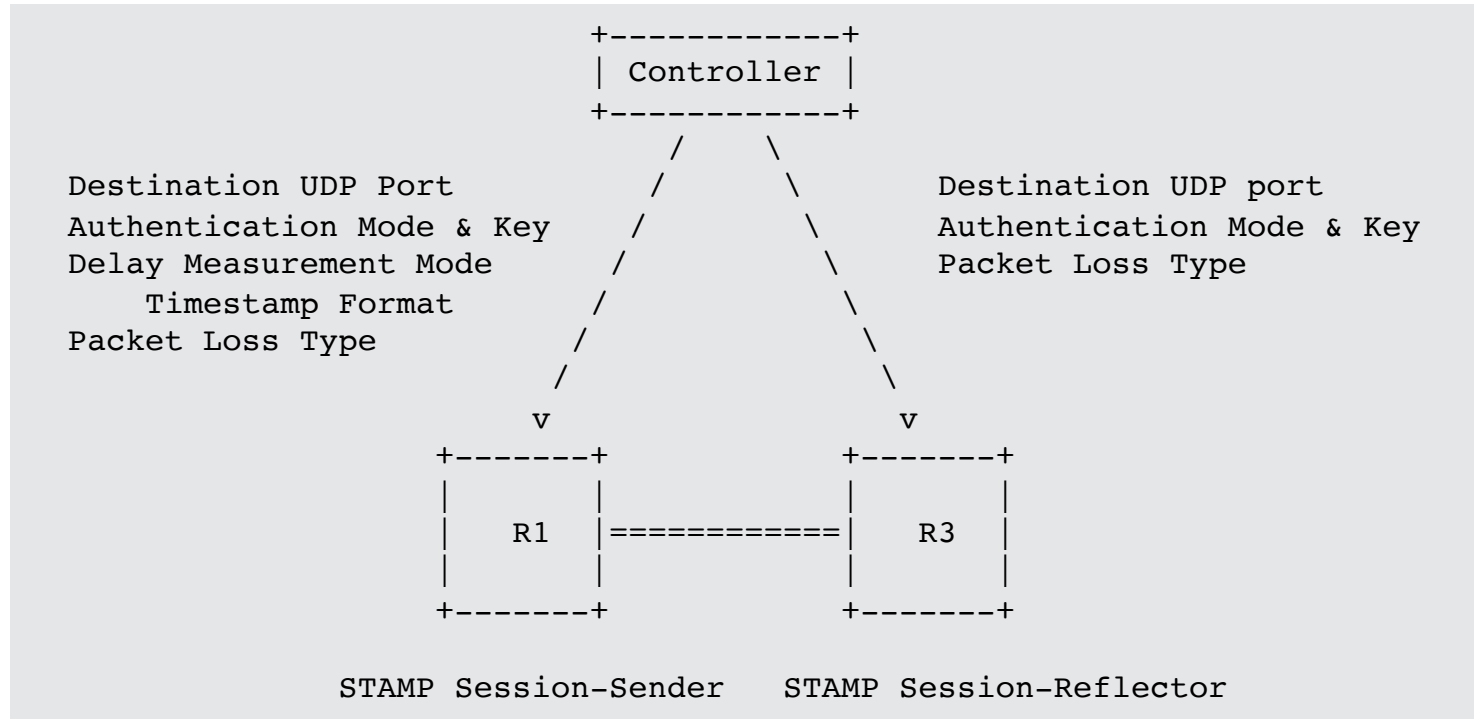 Controller
Destination UDP Port
Authentication Mode & Key
Delay Measurement Mode
Timestamp Format
Packet Loss Type
Destination UDP port
Authentication Mode & Key
Packet Loss Type
v v
R1 R3
STAMP Session-Sender STAMP Session-Reflector